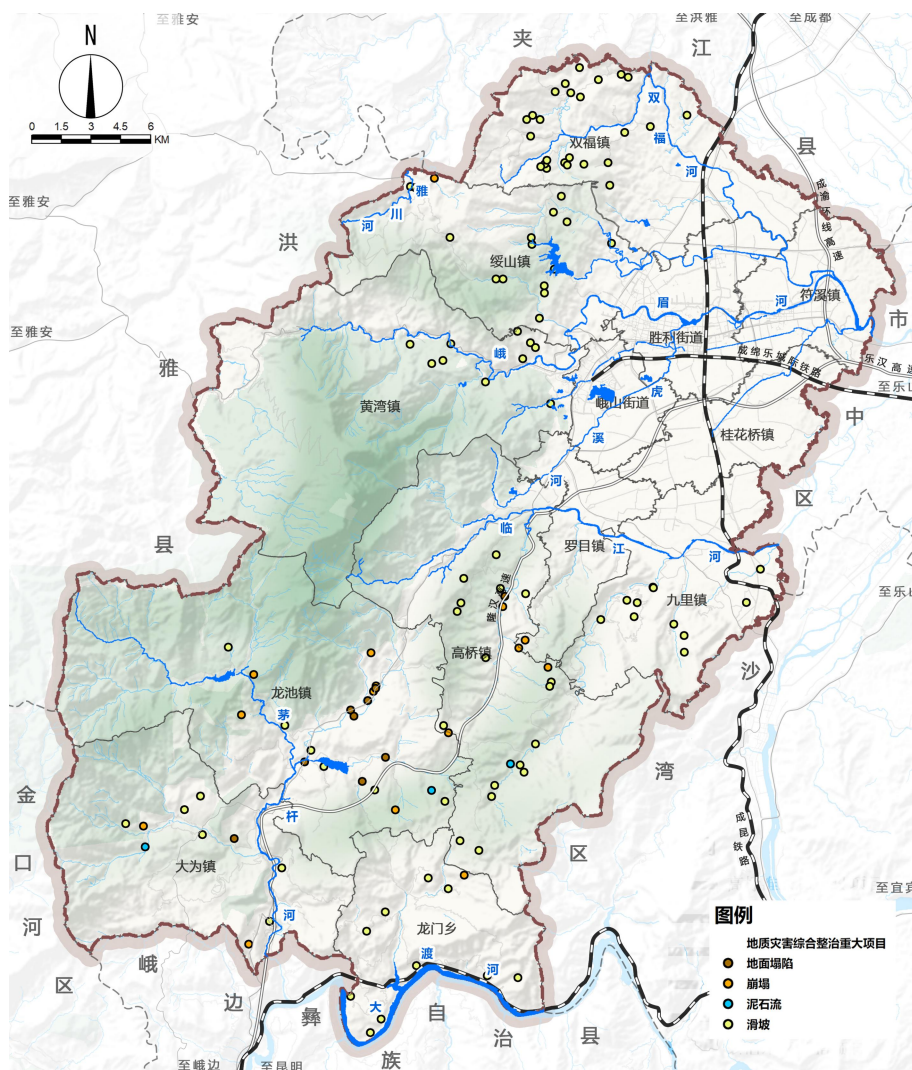 至雅安
至洪雅
至成都
夹
江
县
N
0 1.5 3 4.5 6
KM
双
福
河
双福镇
成渝环线高速
至雅安
雅
川
河
洪
绥山镇
符溪镇
眉
河
市
胜利街道
至雅安
峨
成绵乐城际铁路
乐汉高速
雅
虎
至乐山
黄湾镇
峨山街道
中
溪
桂花桥镇
河
区
临
罗目镇
江
河
县
至乐山
九里镇
高桥镇
沙
龙池镇
茅
湾
金
杆
成昆铁路
口
大为镇
区
至宜宾
河
河
龙门乡
区
峨
渡
河
边
大
自
彝
治
县
族
至峨边
至昆明
图例
地质灾害综合整治重大项目
地面塌陷
崩塌
泥石流
滑坡